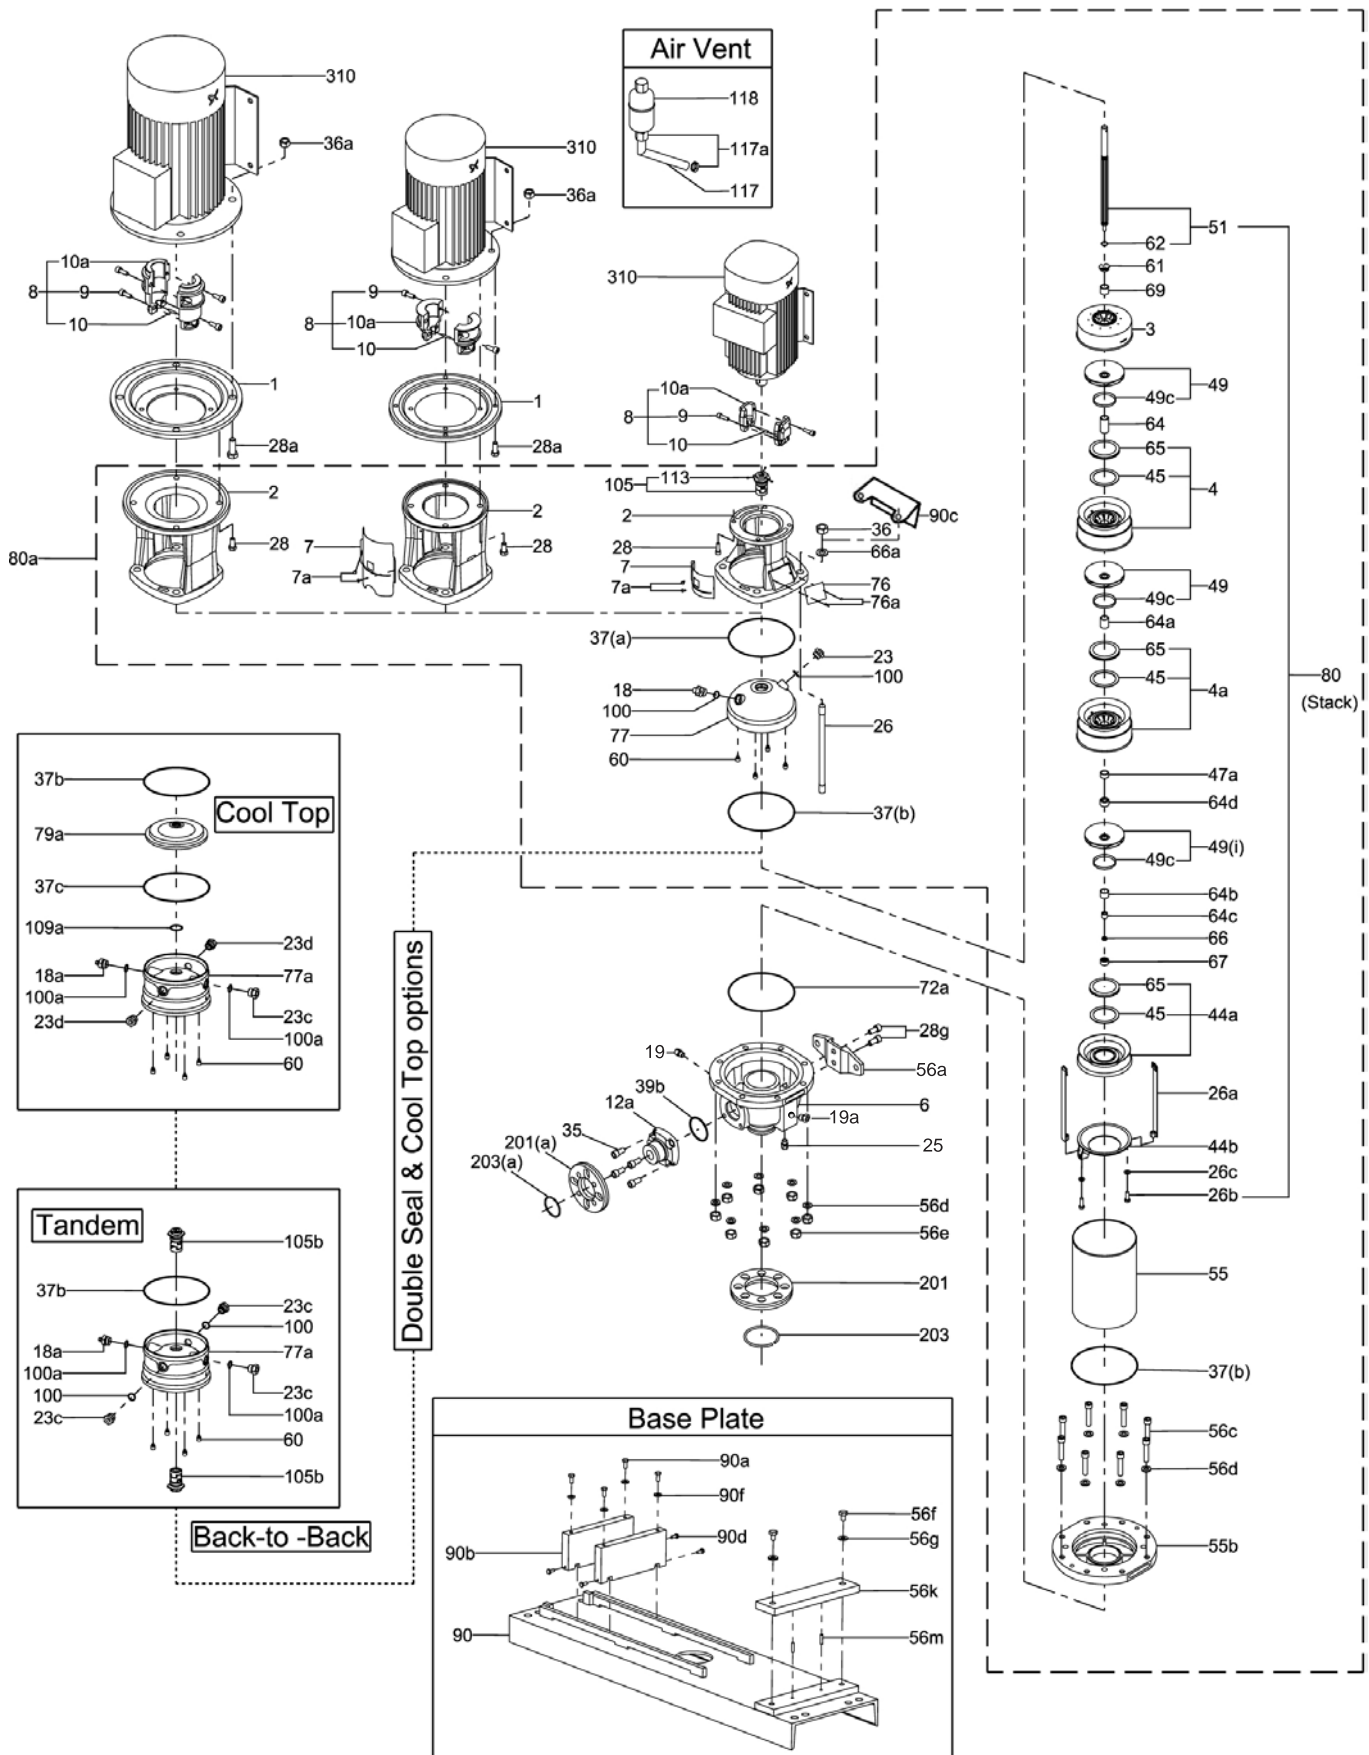 Air Vent
118
117a
117
310
36a
10a
8
9
10
1
28a
310
36a
9
8
10a
10
1
28a
310
10a
8
9
10
113
105
2
28
80a
2
7
7a
28
2
28
7
7a
36
66a
90c
76
76a
37(a)
23
100
18
100
77
60
26
37(b)
51
62
61
69
3
49
49c
64
65
45
4
49
49c
64a
65
45
4a
80
(Stack)
47a
64d
49(i)
49c
64b
64c
66
67
65
45
44a
26a
44b
26c
26b
55
37(b)
56c
56d
55b
Cool Top
37b
79a
37c
109a
23d
18a
77a
100a
23d
23c
100a
60
Tandem
105b
37b
23c
100
18a
77a
100a
100
23c
23c
100a
60
105b
Back-to -Back
Double Seal & Cool Top options
72a
28g
19
56a
39b
6
12a
19a
35
25
201(a)
203(a)
56d
56e
201
203
Base Plate
90a
90f
90d
90b
90
56f
56g
56k
56m